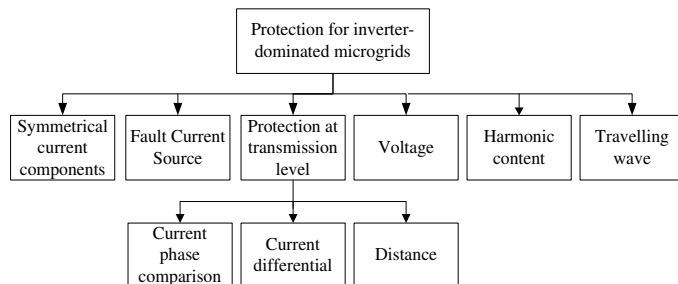 Protection for inverter-
dominated microgrids
Symmetrical
current
components
Fault Current
Source
Protection at
transmission
level
Voltage
Harmonic
content
Travelling
wave
Current
phase
comparison
Current
differential
Distance